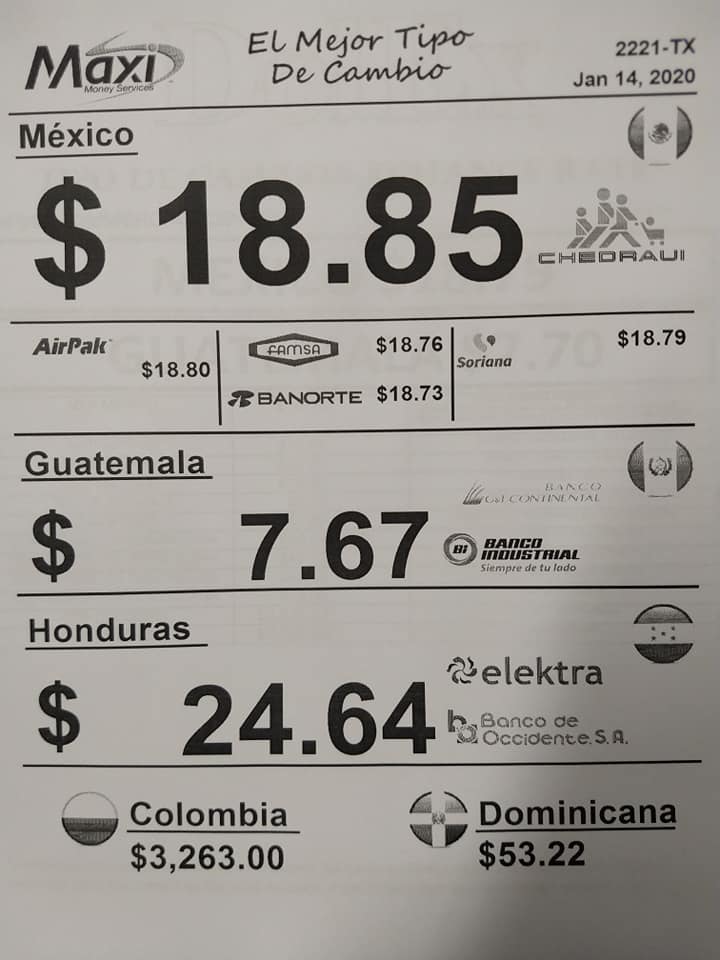 Maxi
Money Services
El Mejor Tipo
De Cambio
2221-TX
Jan 14, 2020
México
$ 18.85
CHEDRAUI
AirPak
$18.80
FAMSA $18.76
BANORTE $18.73
Soriana
$18.79
Guatemala
$ 7.67
BANCO
G&T CONTINENTAL
Bi BANCO
INDUSTRIAL
Siempre de tu lado
Honduras
$ 24.64
elektra
Banco de
Occidente, S.A.
Colombia
$3,263.00
Dominicana
$53.22